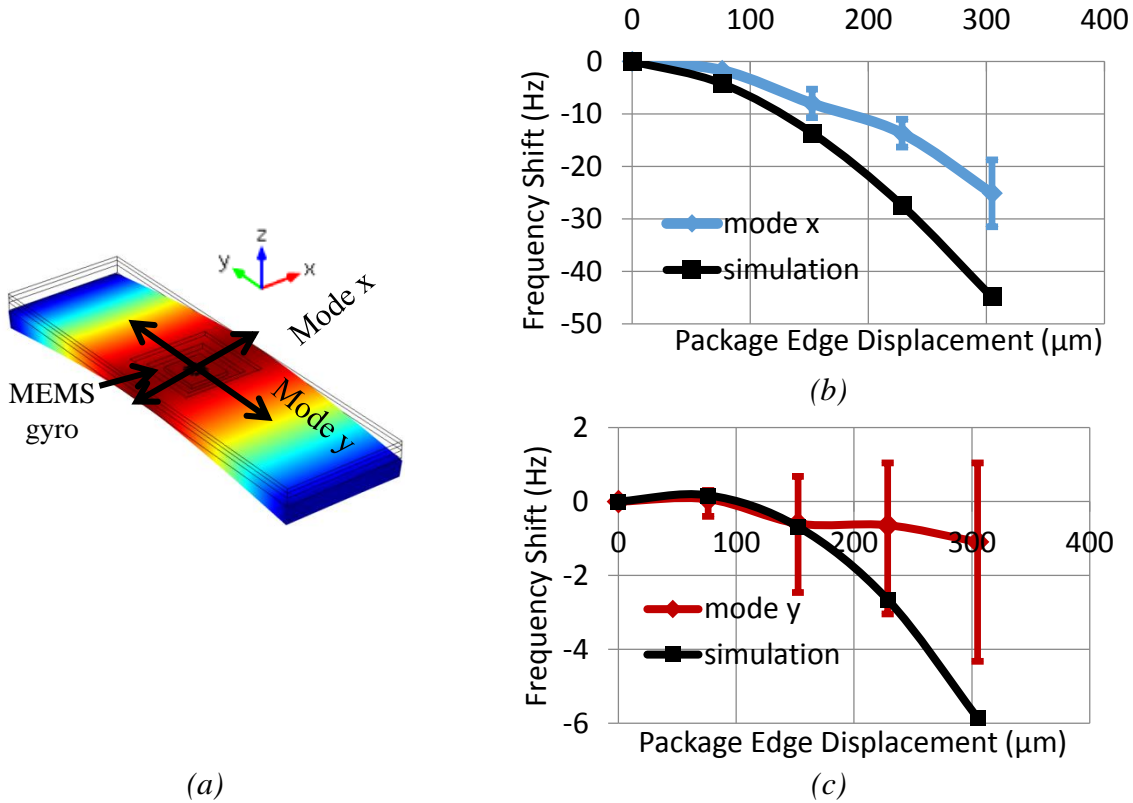 z
y
x
Mode x
MEMS
gyro
Mode y
(a)
0 100 200 300 400
0
-10
-20
-30
-40
-50
Frequency Shift (Hz)
mode x
simulation
Package Edge Displacement (µm)
(b)
2
0
-2
-4
-6
0 100 200 300 400
Frequency Shift (Hz)
mode y
simulation
Package Edge Displacement (µm)
(c)